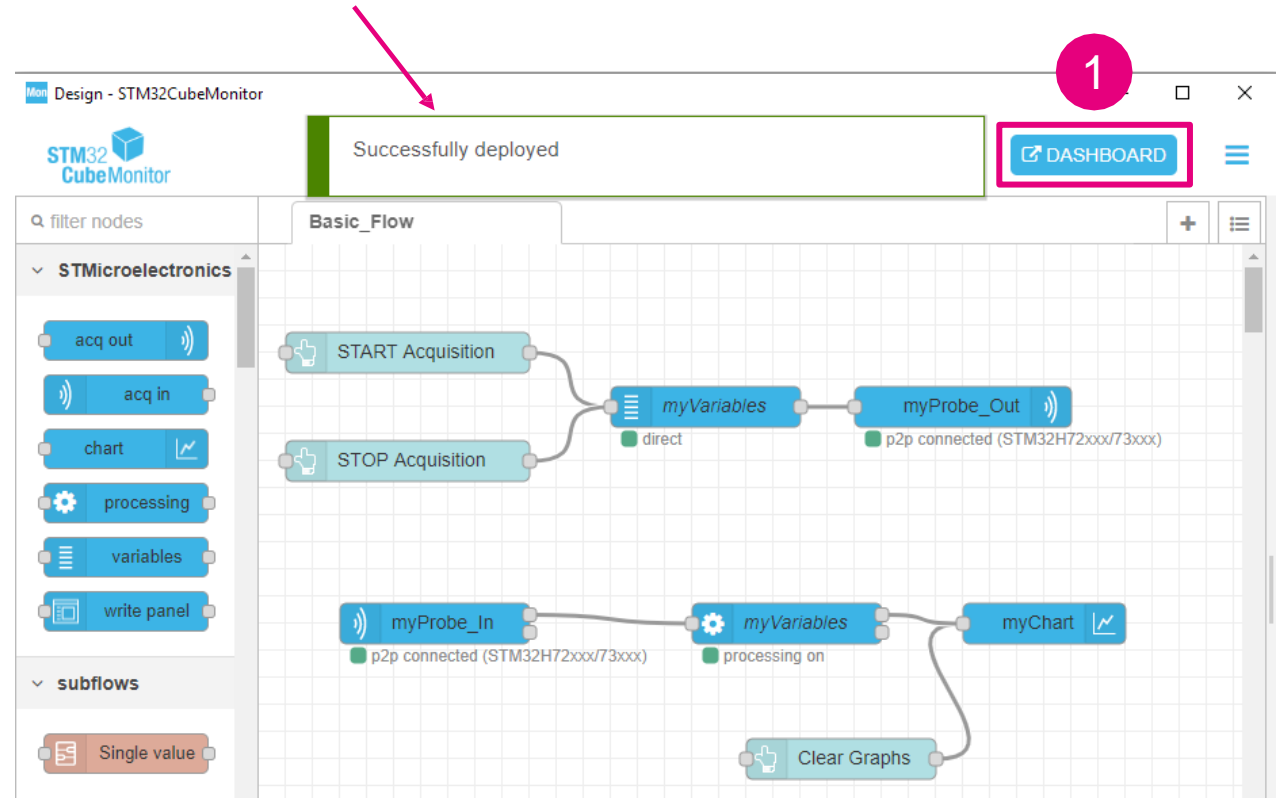 1
Mon Design - STM32CubeMonitor
STM32
CubeMonitor
Successfully deployed
DASHBOARD
filter nodes
Basic_Flow
STMicroelectronics
acq out
acq in
chart
processing
variables
write panel
subflows
Single value
START Acquisition
STOP Acquisition
myVariables
direct
myProbe_Out
p2p connected (STM32H72xxx/73xxx)
myProbe_In
p2p connected (STM32H72xxx/73xxx)
myVariables
processing on
myChart
Clear Graphs